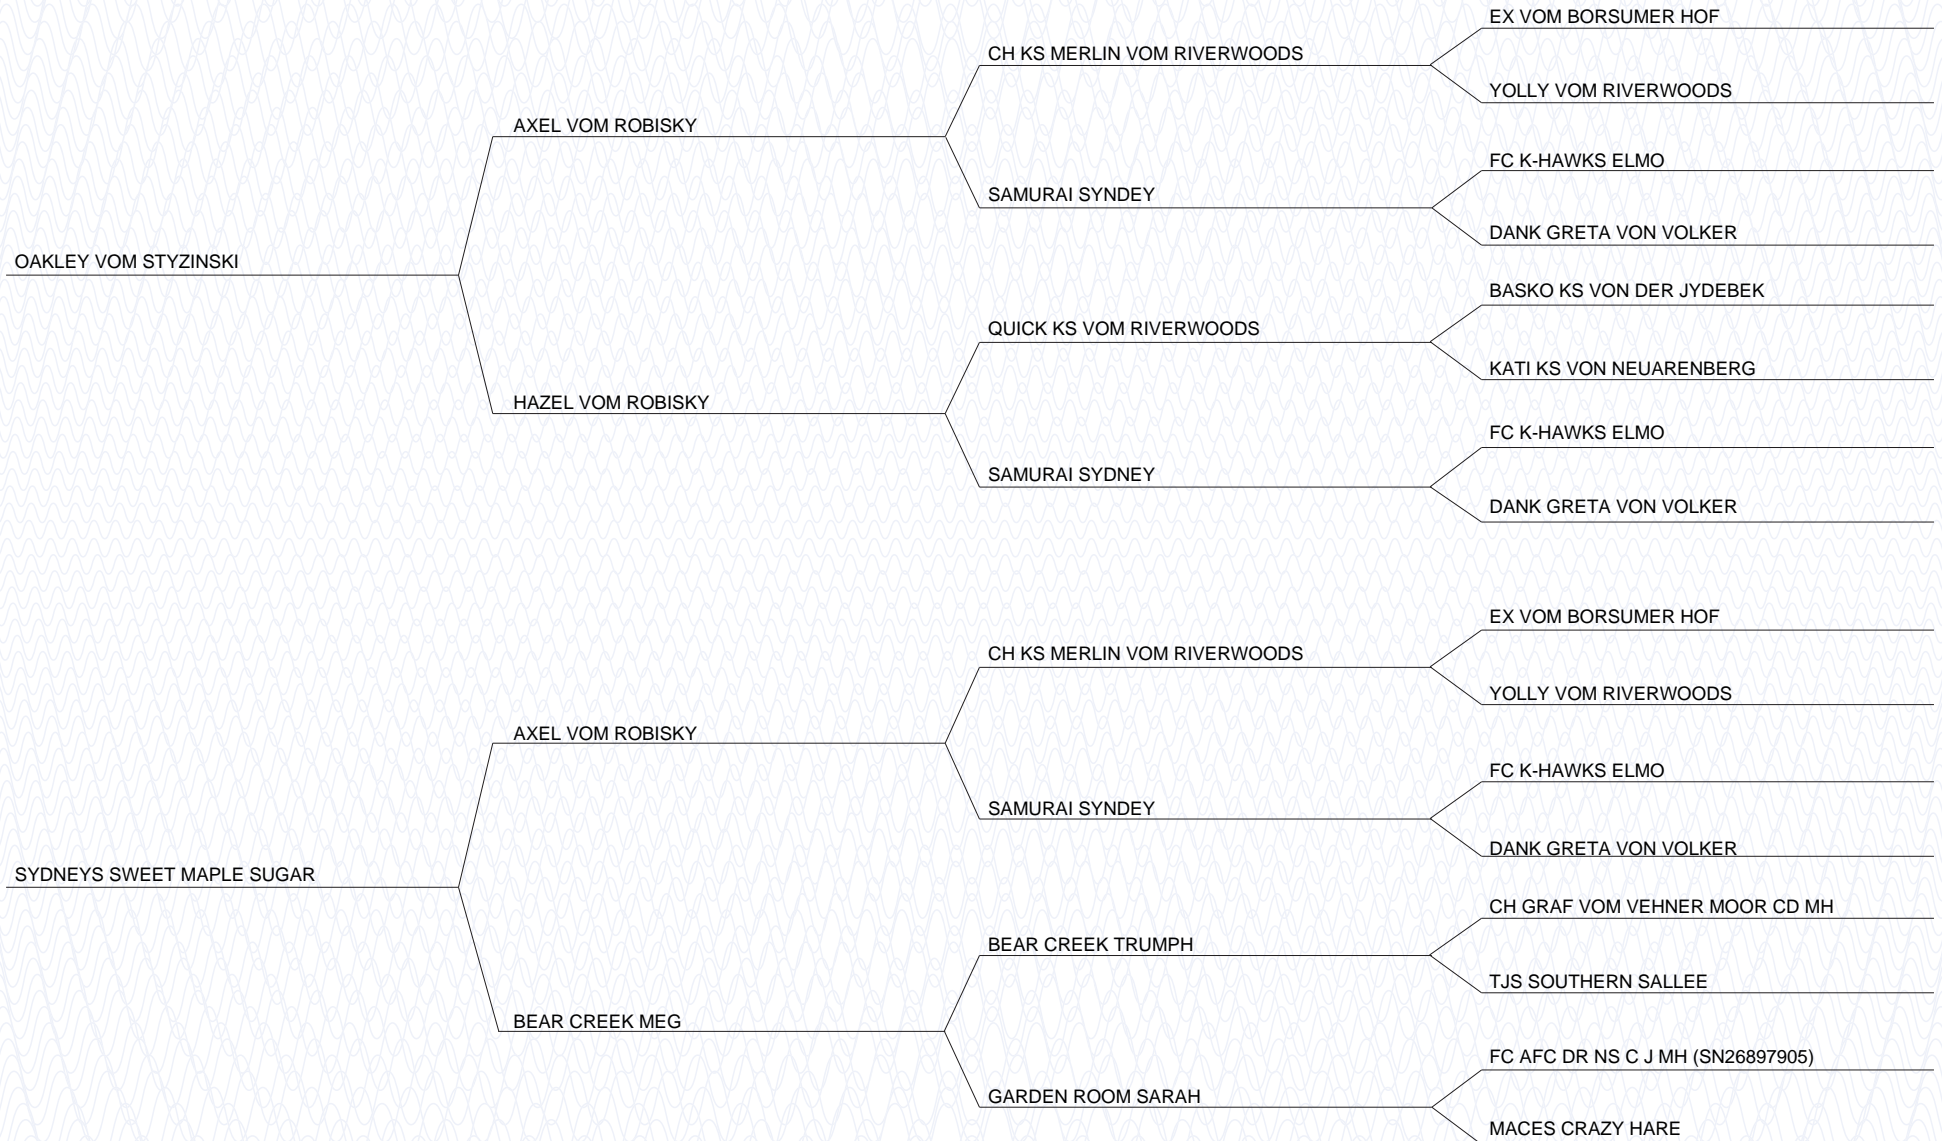 EX VOM BORSUMER HOF
CH KS MERLIN VOM RIVERWOODS
YOLLY VOM RIVERWOODS
AXEL VOM ROBISKY
FC K-HAWKS ELMO
SAMURAI SYNDEY
DANK GRETA VON VOLKER
OAKLEY VOM STYZINSKI
BASKO KS VON DER JYDEBEK
QUICK KS VOM RIVERWOODS
KATI KS VON NEUARENBERG
HAZEL VOM ROBISKY
FC K-HAWKS ELMO
SAMURAI SYDNEY
DANK GRETA VON VOLKER
EX VOM BORSUMER HOF
CH KS MERLIN VOM RIVERWOODS
YOLLY VOM RIVERWOODS
AXEL VOM ROBISKY
FC K-HAWKS ELMO
SAMURAI SYNDEY
DANK GRETA VON VOLKER
SYDNEYS SWEET MAPLE SUGAR
CH GRAF VOM VEHNER MOOR CD MH
BEAR CREEK TRUMPH
TJS SOUTHERN SALLEE
BEAR CREEK MEG
FC AFC DR NS C J MH (SN26897905)
GARDEN ROOM SARAH
MACES CRAZY HARE